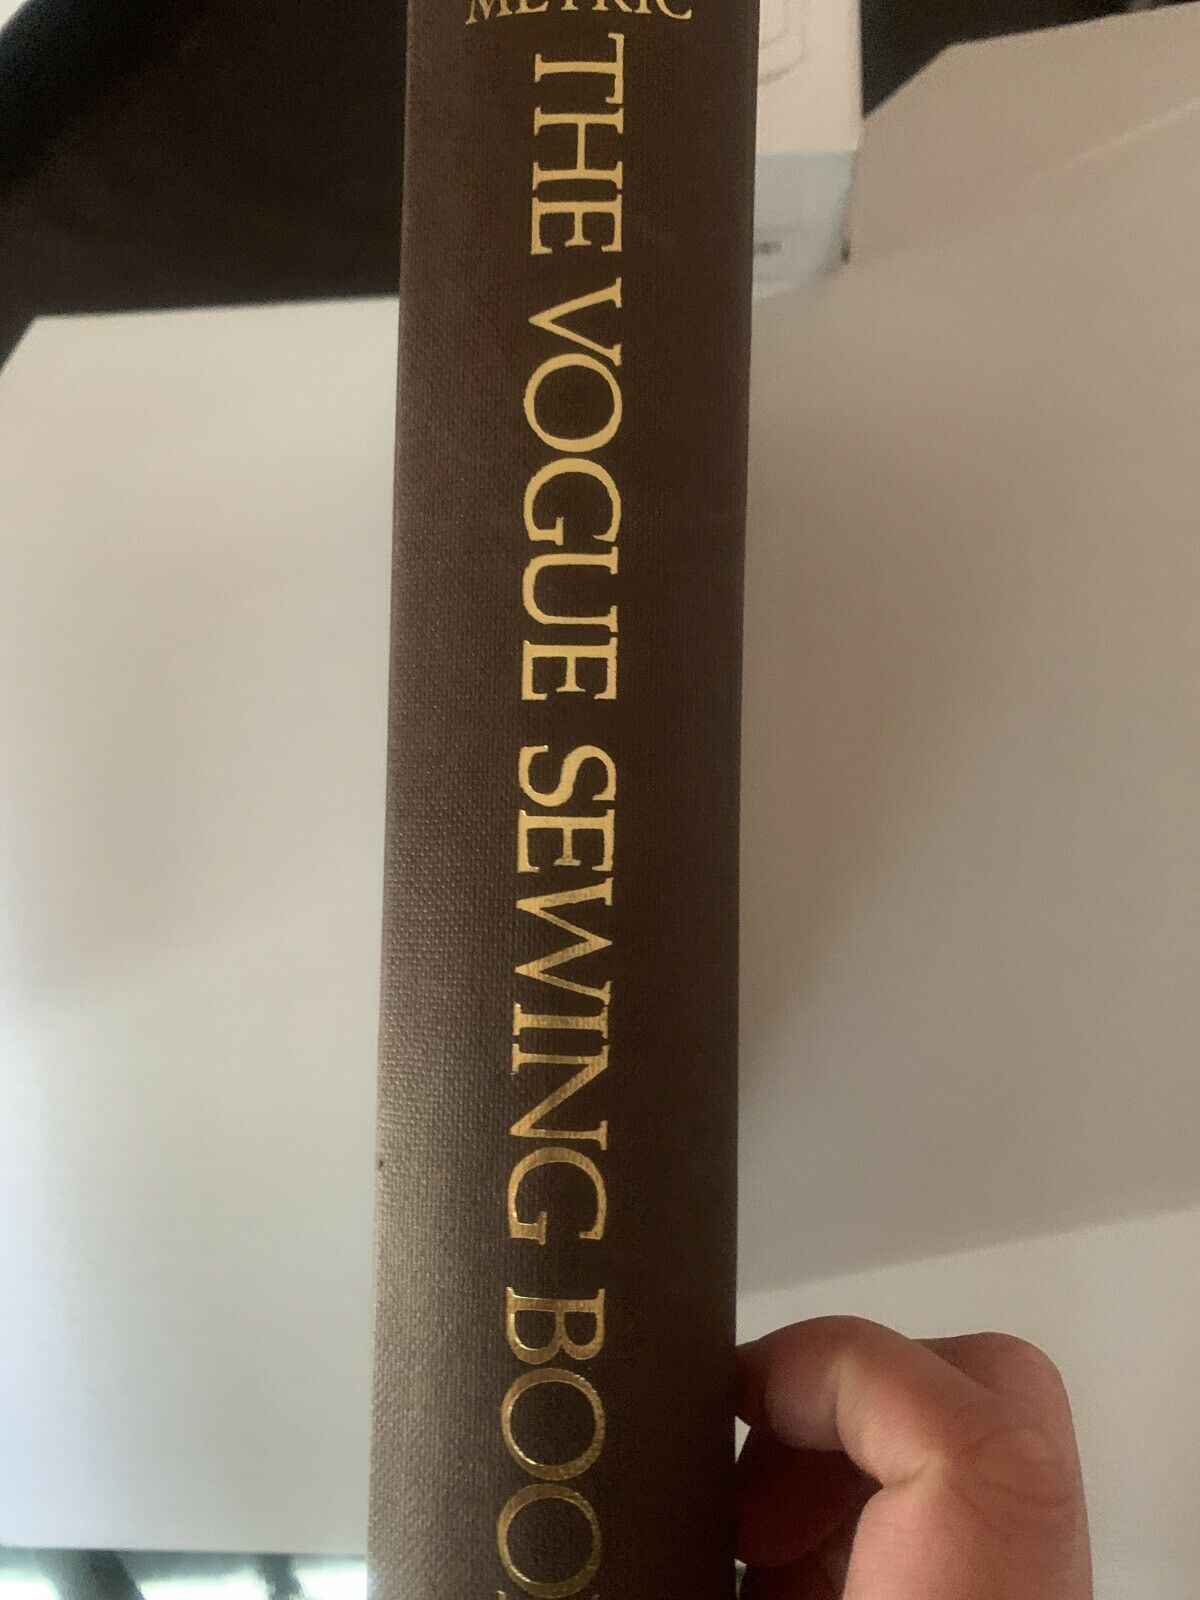 METRIC
THE VOGUE SEWING BOO